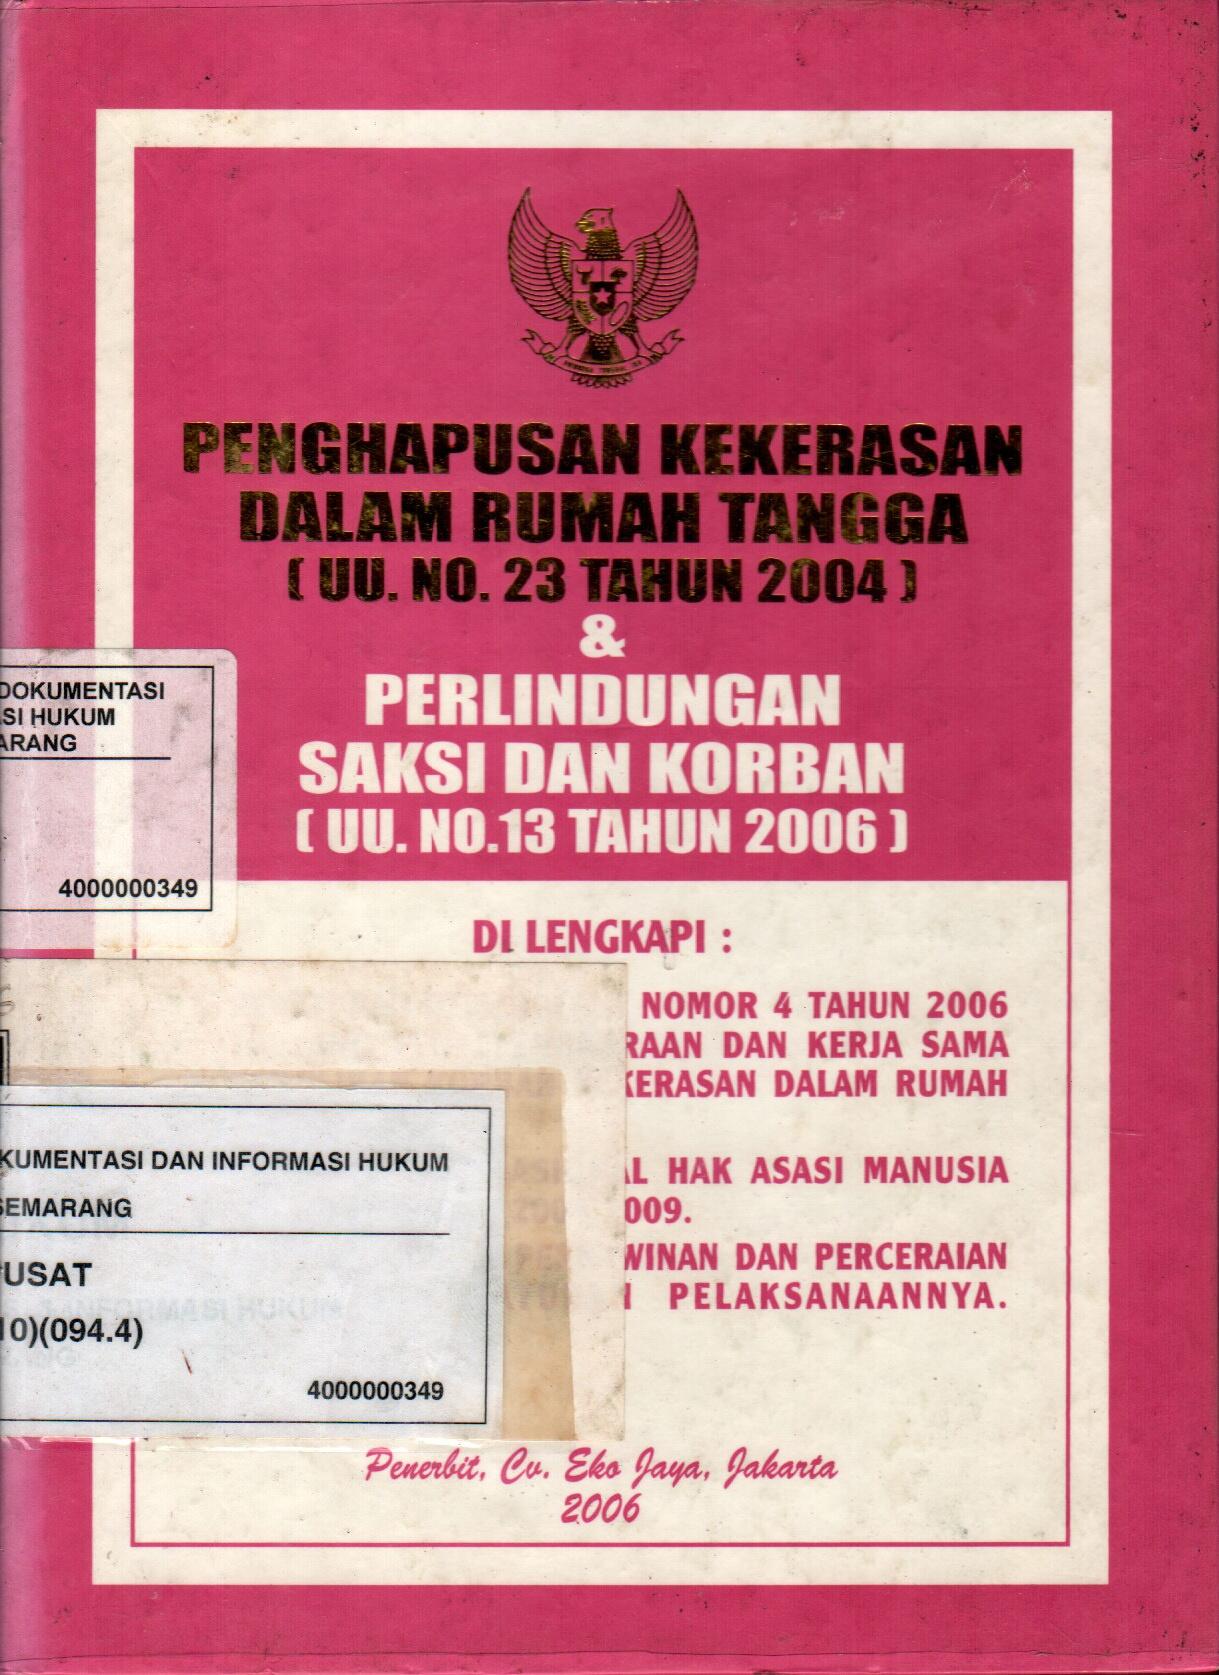 PENGHAPUSAN KEKERASAN
DALAM RUMAH TANGGA
( UU. NO. 23 TAHUN 2004 )
&
PERLINDUNGAN
SAKSI DAN KORBAN
( UU. NO.13 TAHUN 2006 )
DOKUMENTASI
SI HUKUM
ARANG
4000000349
DI LENGKAPI :
NOMOR 4 TAHUN 2006
RAAN DAN KERJA SAMA
KERASAN DALAM RUMAH
AL HAK ASASI MANUSIA
009.
WINAN DAN PERCERAIAN
PELAKSANAANNYA.
KUMENTASI DAN INFORMASI HUKUM
SEMARANG
USAT
10)(094.4)
4000000349
Penerbit, Cv. Eko Jaya, Jakarta
2006